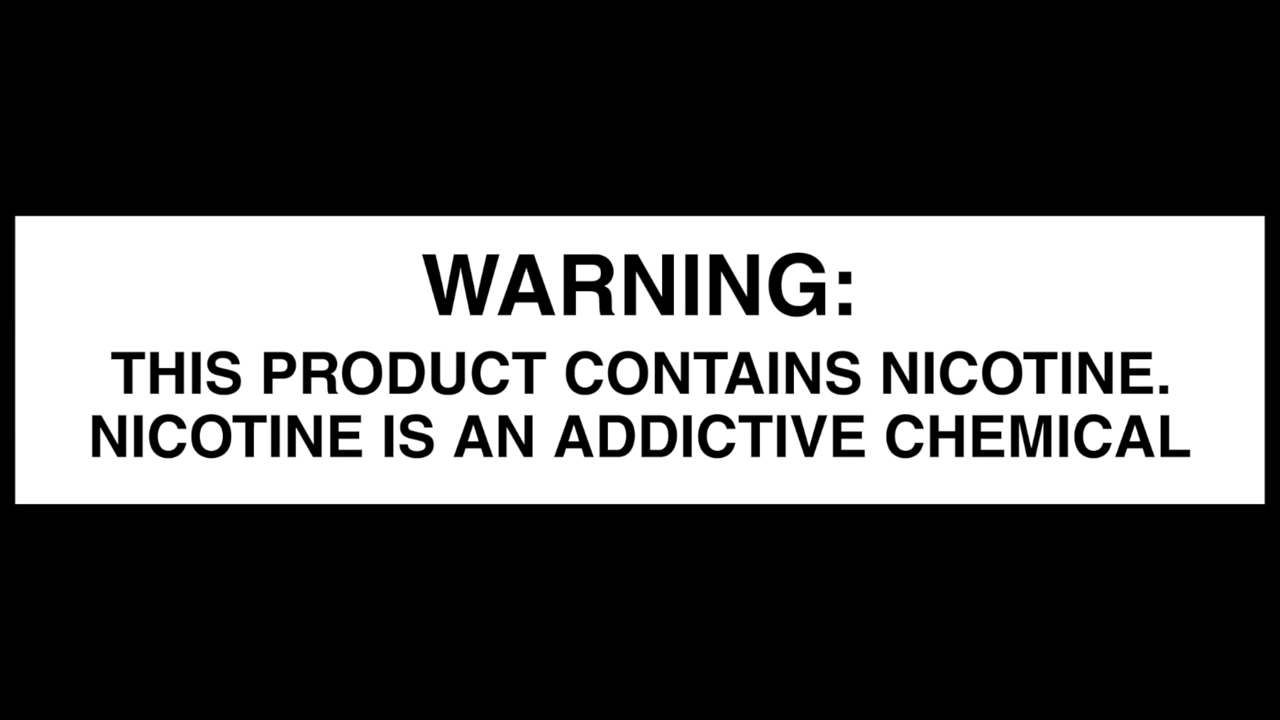 WARNING:
THIS PRODUCT CONTAINS NICOTINE.
NICOTINE IS AN ADDICTIVE CHEMICAL